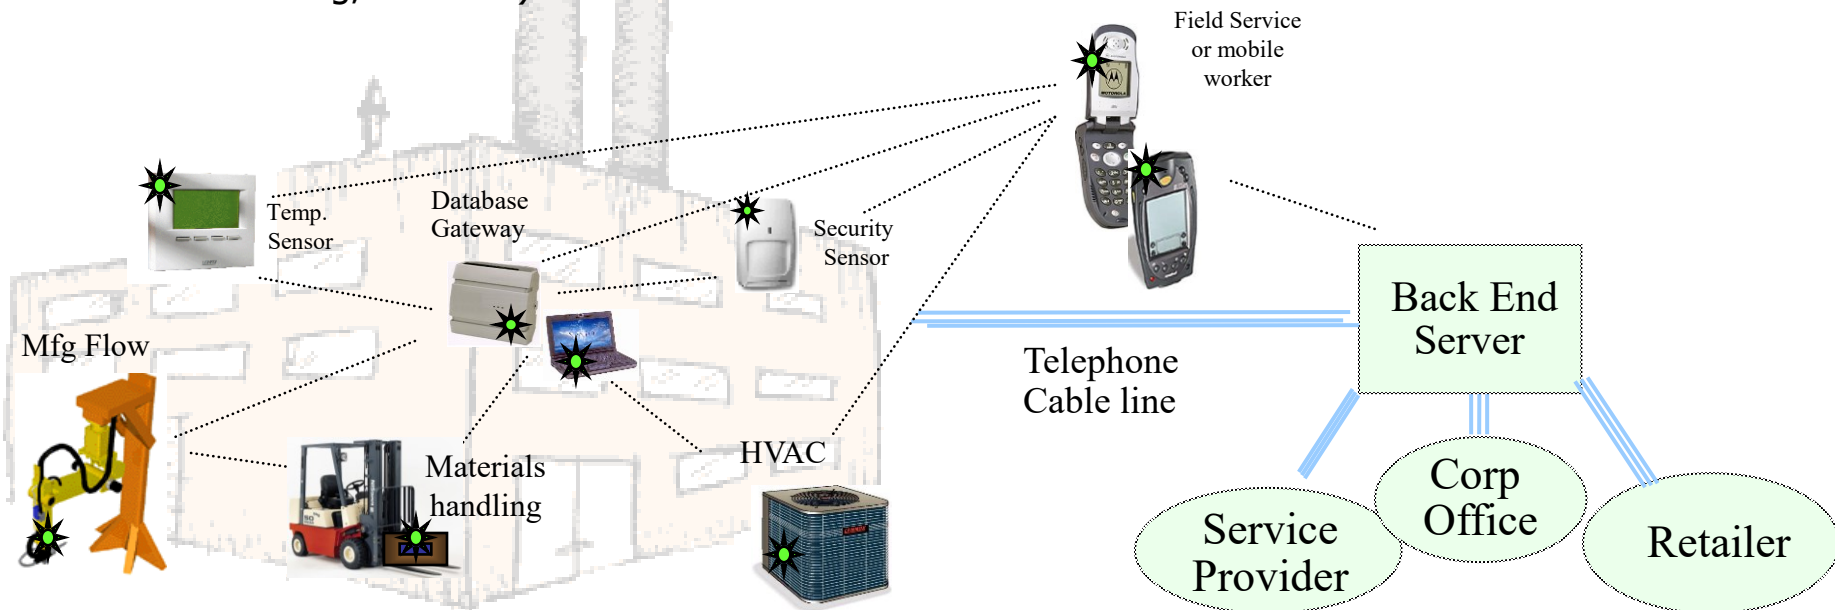 Field Service
or mobile
worker
Temp.
Sensor
Database
Gateway
Security
Sensor
Mfg Flow
Back End
Server
Telephone
Cable line
Materials
handling
HVAC
Service
Provider
Corp
Office
Retailer